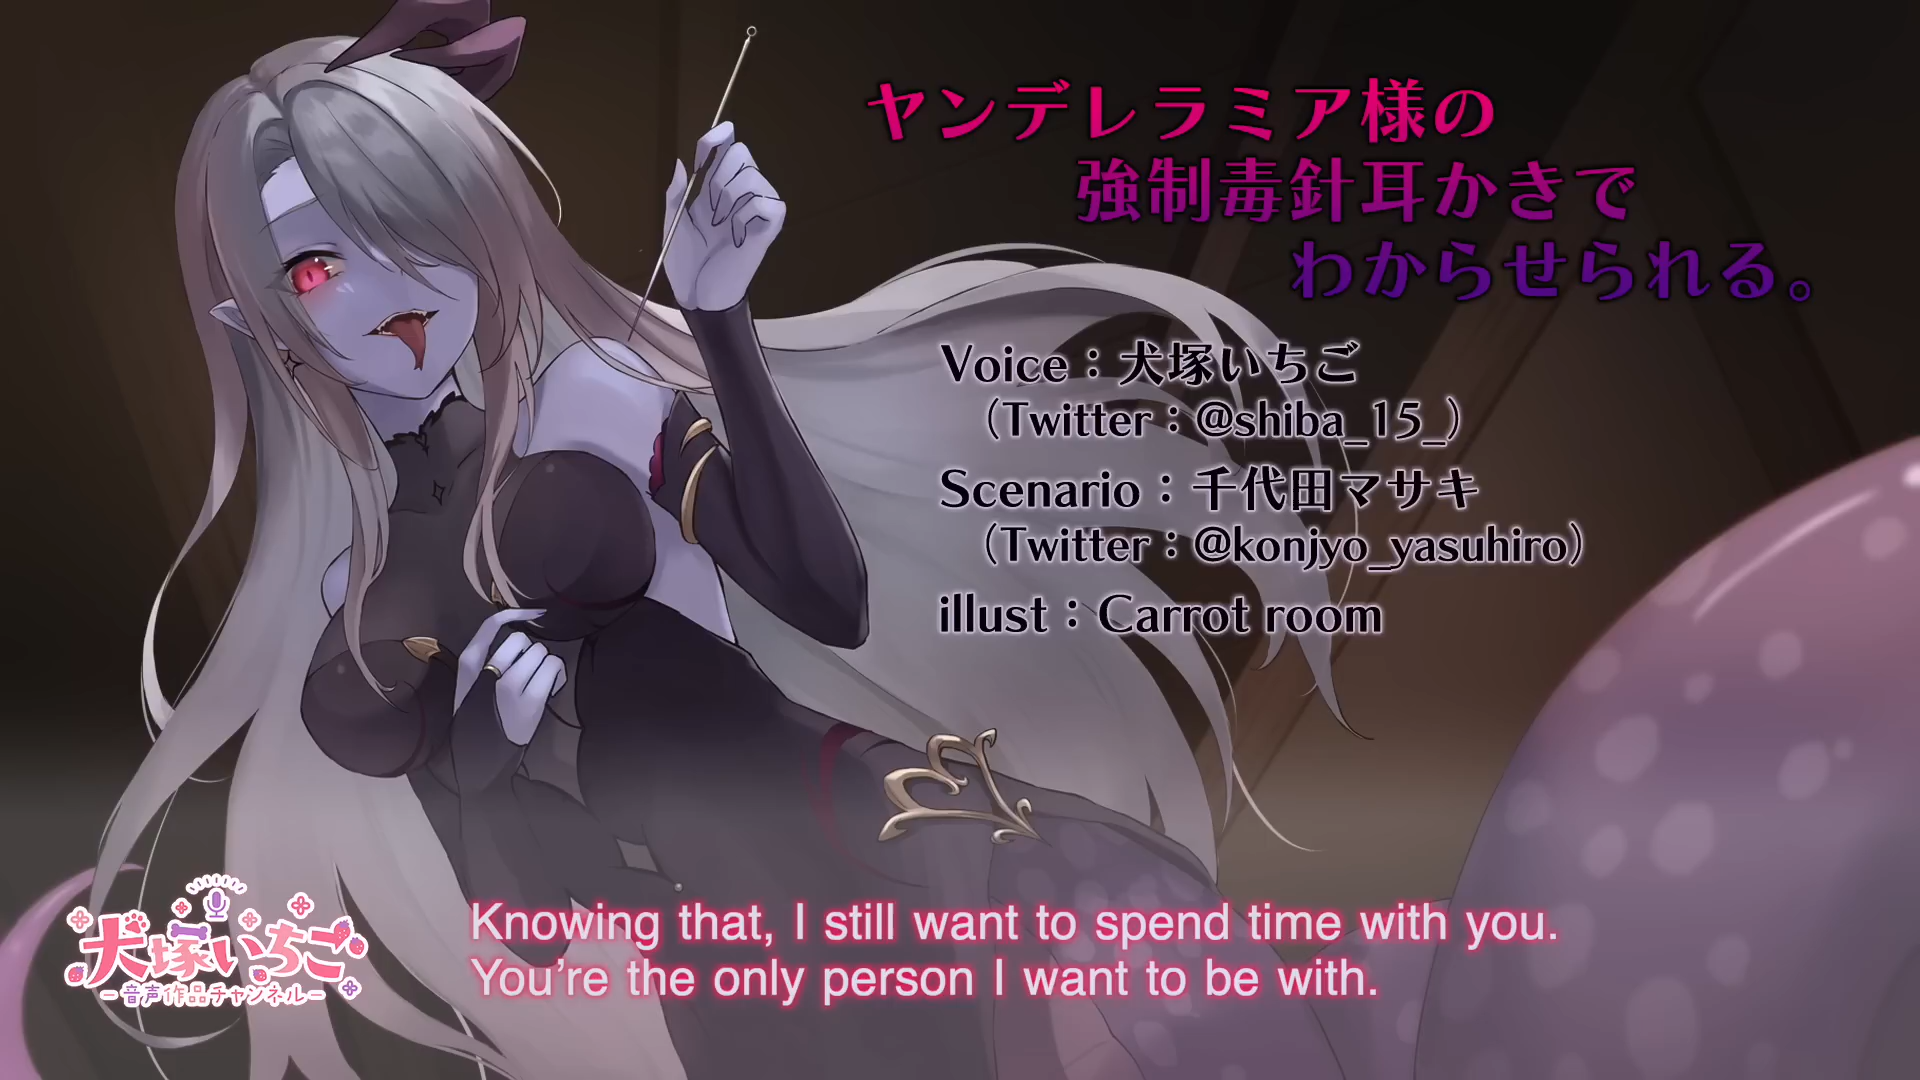 ヤンデレラミア様の
強制毒針耳かきで
わからせられる。
Voice：犬塚いちご
（Twitter：@shiba_15_）
Scenario：千代田マサキ
（Twitter：@konjyo_yasuhiro）
illust：Carrot room
Knowing that, I still want to spend time with you.
You’re the only person I want to be with.
犬塚いちご
－音声作品チャンネル－